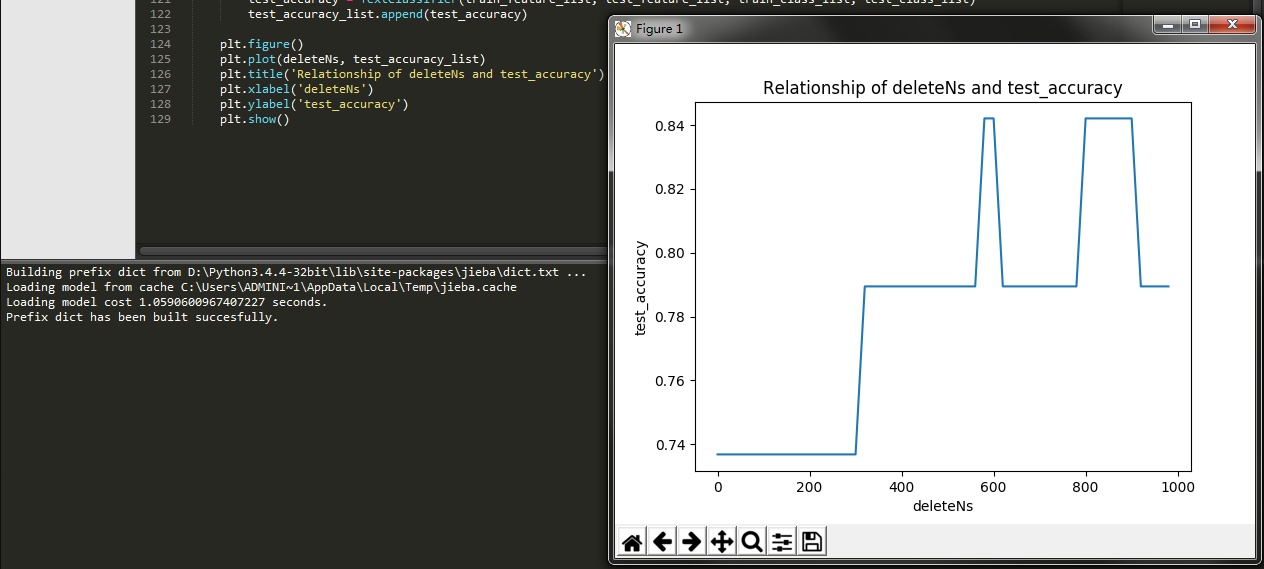 121 test_accuracy = TextClassifier(train_feature_list, test_feature_list, train_class_list, test_class_list)
122 test_accuracy_list.append(test_accuracy)
123
124 plt.figure()
125 plt.plot(deleteNs, test_accuracy_list)
126 plt.title('Relationship of deleteNs and test_accuracy')
127 plt.xlabel('deleteNs')
128 plt.ylabel('test_accuracy')
129 plt.show()
Building prefix dict from D:\Python3.4.4-32bit\lib\site-packages\jieba\dict.txt ...
Loading model from cache C:\Users\ADMINI~1\AppData\Local\Temp\jieba.cache
Loading model cost 1.0590600967407227 seconds.
Prefix dict has been built succesfully.
Figure 1
Relationship of deleteNs and test_accuracy
0.84
0.82
0.80
0.78
0.76
0.74
test_accuracy
0 200 400 600 800 1000
deleteNs